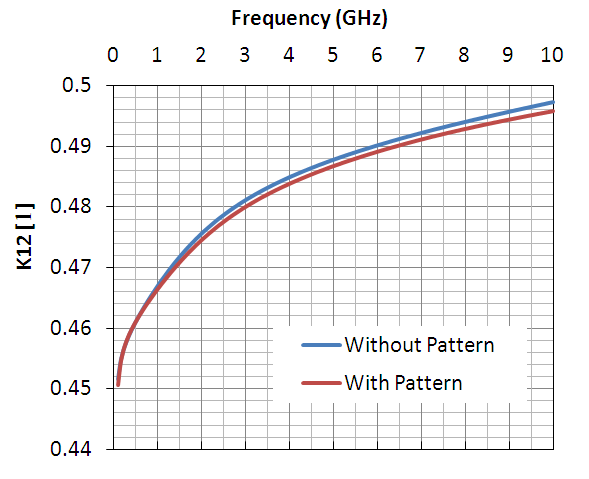 Frequency (GHz)
0 1 2 3 4 5 6 7 8 9 10
0.5
0.49
0.48
0.47
0.46
0.45
0.44
K12 [ l ]
Without Pattern
With Pattern